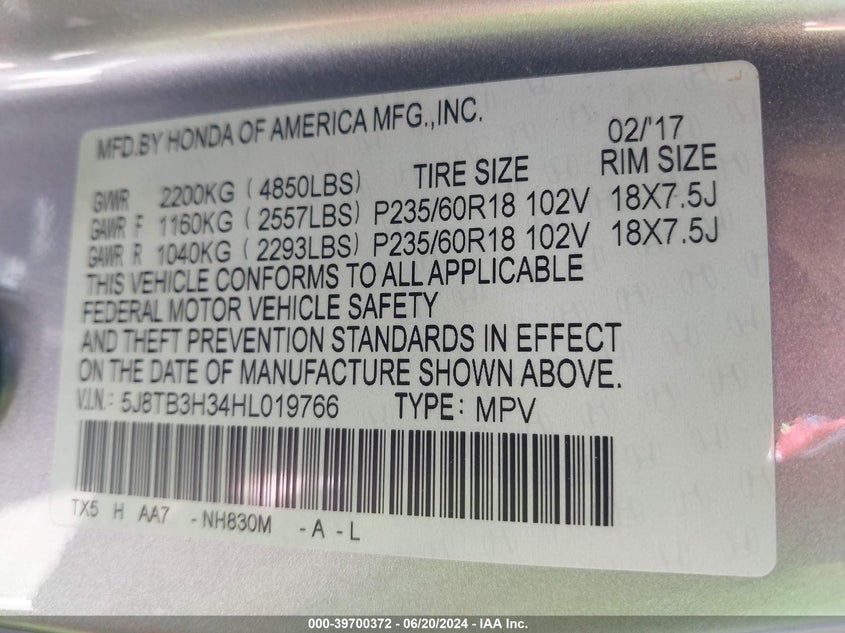 MFD.BY HONDA OF AMERICA MFG.,INC. 02/'17
GVWR 2200KG ( 4850LBS) TIRE SIZE RIM SIZE
GAWR F 1160KG ( 2557LBS) P235/60R18 102V 18X7.5J
GAWR R 1040KG ( 2293LBS) P235/60R18 102V 18X7.5J
THIS VEHICLE CONFORMS TO ALL APPLICABLE
FEDERAL MOTOR VEHICLE SAFETY
AND THEFT PREVENTION STANDARDS IN EFFECT
ON THE DATE OF MANUFACTURE SHOWN ABOVE.
V.I.N.: 5J8TB3H34HL019766 TYPE: MPV
TX5 H AA7 - NH830M - A - L
000-39700372 - 06/20/2024 - IAA Inc.